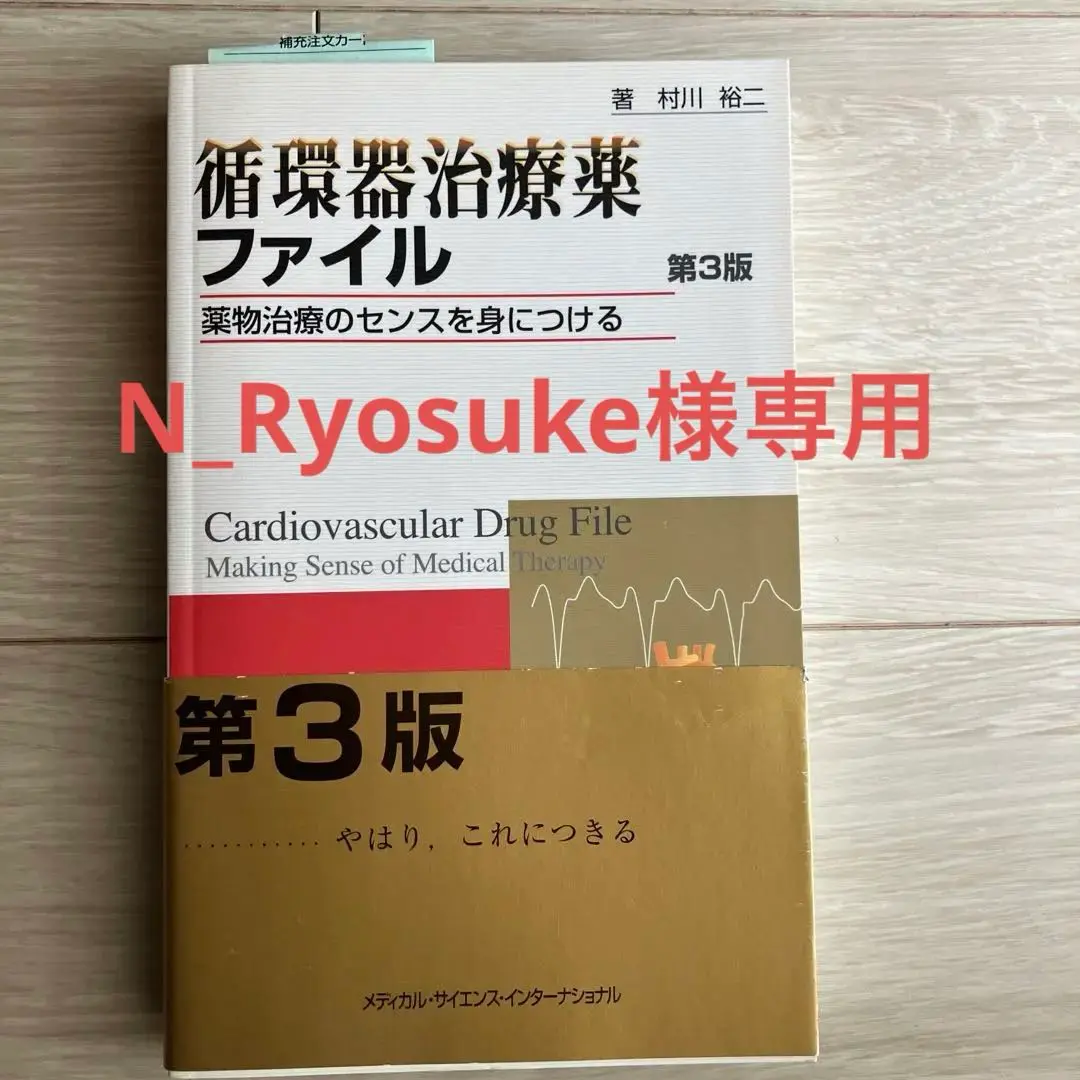 補充注文カー
著 村川 裕二
循環器治療薬
ファイル
第3版
薬物治療のセンスを身につける
N_Ryosuke様専用
Cardiovascular Drug File
Making Sense of Medical Therapy
第3版
………… やはり，これにつきる
メディカル・サイエンス・インターナショナル